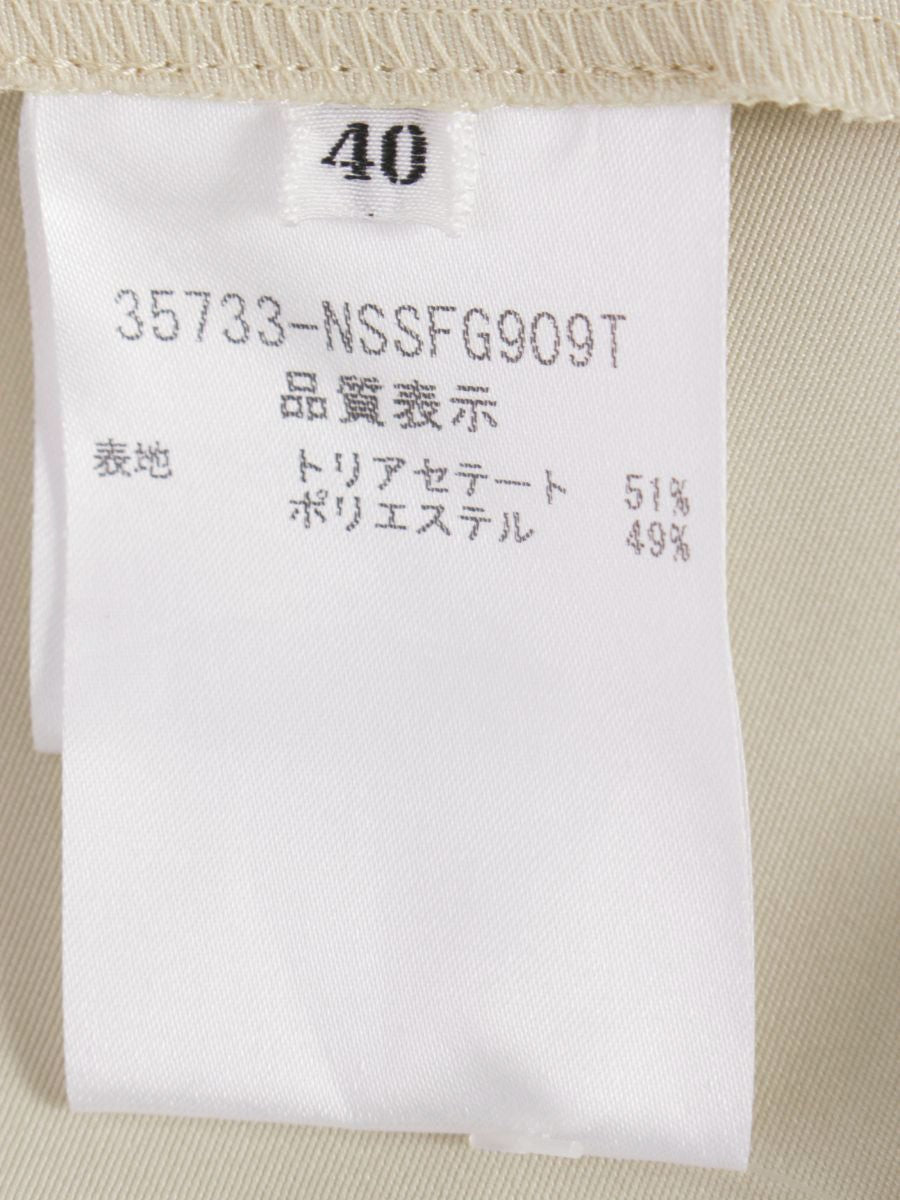 40
35733-NSSFG909T
品質表示
表地 トリアセテート 51%
ポリエステル 49%